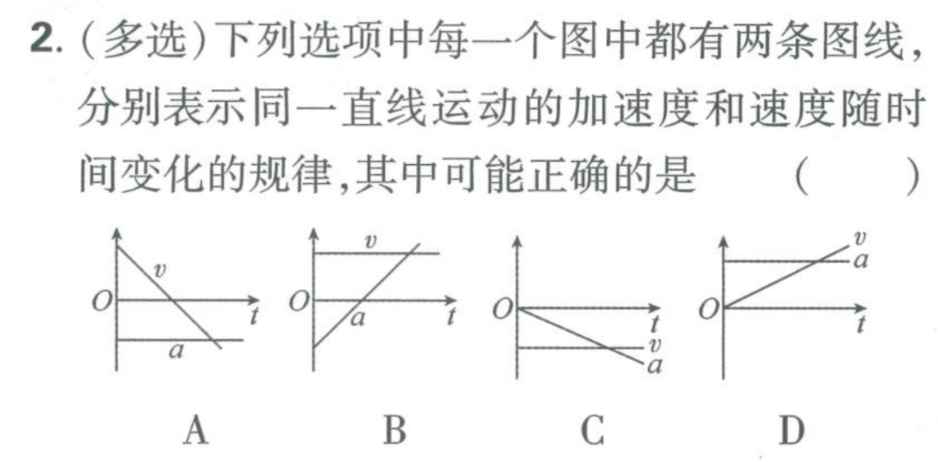 2. (多选)下列选项中每一个图中都有两条图线,
分别表示同一直线运动的加速度和速度随时
间变化的规律,其中可能正确的是 (    )
v
O
t
a
A
v
O
a
t
B
O
t
v
a
C
v
a
O
t
D